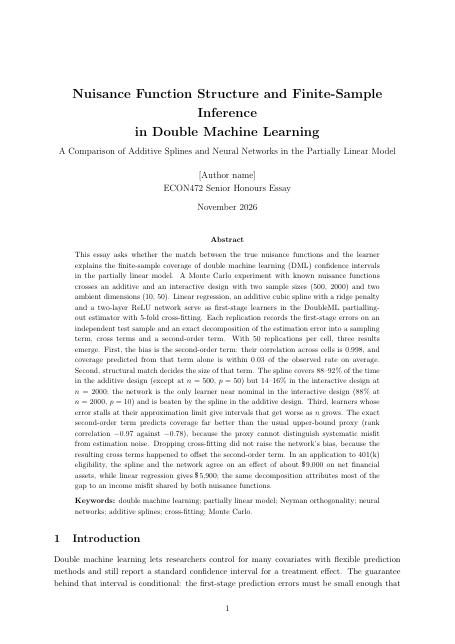 Nuisance Function Structure and Finite-Sample
Inference
in Double Machine Learning
A Comparison of Additive Splines and Neural Networks in the Partially Linear Model
[Author name]
ECON472 Senior Honours Essay
November 2026
Abstract
This essay asks whether the match between the true nuisance functions and the learner
explains the finite-sample coverage of double machine learning (DML) confidence intervals
in the partially linear model. A Monte Carlo experiment with known nuisance functions
crosses an additive and an interactive design with two sample sizes (500, 2000) and two
ambient dimensions (10, 50). Linear regression, an additive cubic spline with a ridge penalty
and a two-layer ReLU network serve as first-stage learners in the DoubleML partialling-
out estimator with 5-fold cross-fitting. Each replication records the first-stage errors on an
independent test sample and an exact decomposition of the estimation error into a sampling
term, cross terms and a second-order term. With 50 replications per cell, three results
emerge. First, the bias is the second-order term: their correlation across cells is 0.998, and
coverage predicted from that term alone is within 0.03 of the observed rate on average.
Second, structural match decides the size of that term. The spline covers 88–92% of the time
in the additive design (except at n = 500, p = 50) but 14–16% in the interactive design at
n = 2000; the network is the only learner near nominal in the interactive design (88% at
n = 2000, p = 10) and is beaten by the spline in the additive design. Third, learners whose
error stalls at their approximation limit give intervals that get worse as n grows. The exact
second-order term predicts coverage far better than the usual upper-bound proxy (rank
correlation −0.97 against −0.78), because the proxy cannot distinguish systematic misfit
from estimation noise. Dropping cross-fitting did not raise the network's bias, because the
resulting cross terms happened to offset the second-order term. In an application to 401(k)
eligibility, the spline and the network agree on an effect of about $9,000 on net financial
assets, while linear regression gives $5,900; the same decomposition attributes most of the
gap to an income misfit shared by both nuisance functions.
Keywords: double machine learning; partially linear model; Neyman orthogonality; neural
networks; additive splines; cross-fitting; Monte Carlo.
1 Introduction
Double machine learning lets researchers control for many covariates with flexible prediction
methods and still report a standard confidence interval for a treatment effect. The guarantee
behind that interval is conditional: the first-stage prediction errors must be small enough that
1